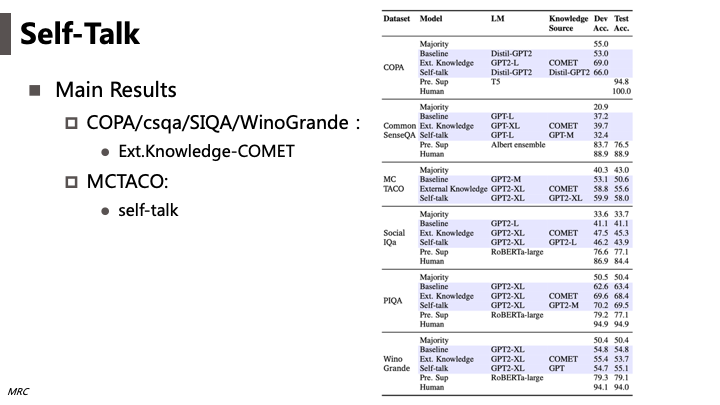 Self-Talk
Main Results
COPA/csqa/SIQA/WinoGrande：
Ext.Knowledge-COMET
MCTACO:
self-talk
MRC
Dataset Model LM Knowledge Source Dev Acc. Test Acc.
COPA
Majority 55.0
Baseline Distil-GPT2 53.0
Ext. Knowledge GPT2-L COMET 69.0
Self-talk Distil-GPT2 Distil-GPT2 66.0
Pre. Sup T5 94.8
Human 100.0
Common SenseQA
Majority 20.9
Baseline GPT-L 37.2
Ext. Knowledge GPT-XL COMET 39.7
Self-talk GPT-L GPT-M 32.4
Pre. Sup Albert ensemble 83.7 76.5
Human 88.9 88.9
MC TACO
Majority 40.3 43.0
Baseline GPT2-M 53.1 50.6
External Knowledge GPT2-XL COMET 58.8 55.6
Self-talk GPT2-XL GPT2-XL 59.9 58.0
Social IQa
Majority 33.6 33.7
Baseline GPT2-L 41.1 41.1
Ext. Knowledge GPT2-XL COMET 47.5 45.3
Self-talk GPT2-XL GPT2-L 46.2 43.9
Pre. Sup RoBERTa-large 76.6 77.1
Human 86.9 84.4
PIQA
Majority 50.5 50.4
Baseline GPT2-XL 62.6 63.4
Ext. Knowledge GPT2-XL COMET 69.6 68.4
Self-talk GPT2-XL GPT2-M 70.2 69.5
Pre. Sup RoBERTa-large 79.2 77.1
Human 94.9 94.9
Wino Grande
Majority 50.4 50.4
Baseline GPT2-XL 54.8 54.8
Ext. Knowledge GPT2-XL COMET 55.4 53.7
Self-talk GPT2-XL GPT 54.7 55.1
Pre. Sup RoBERTa-large 79.3 79.1
Human 94.1 94.0